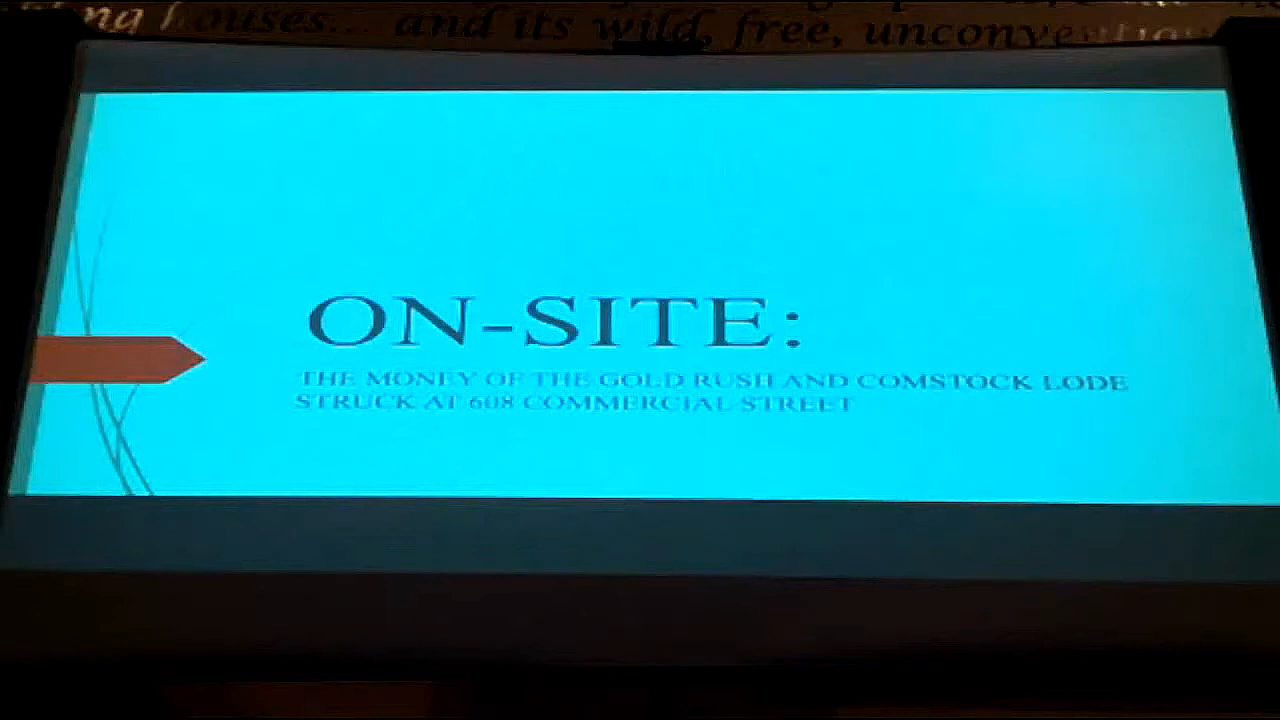 houses... and its wild, free,
ON-SITE:
THE MONEY OF THE GOLD RUSH AND COMSTOCK LODE
STRUCK AT 608 COMMERCIAL STREET